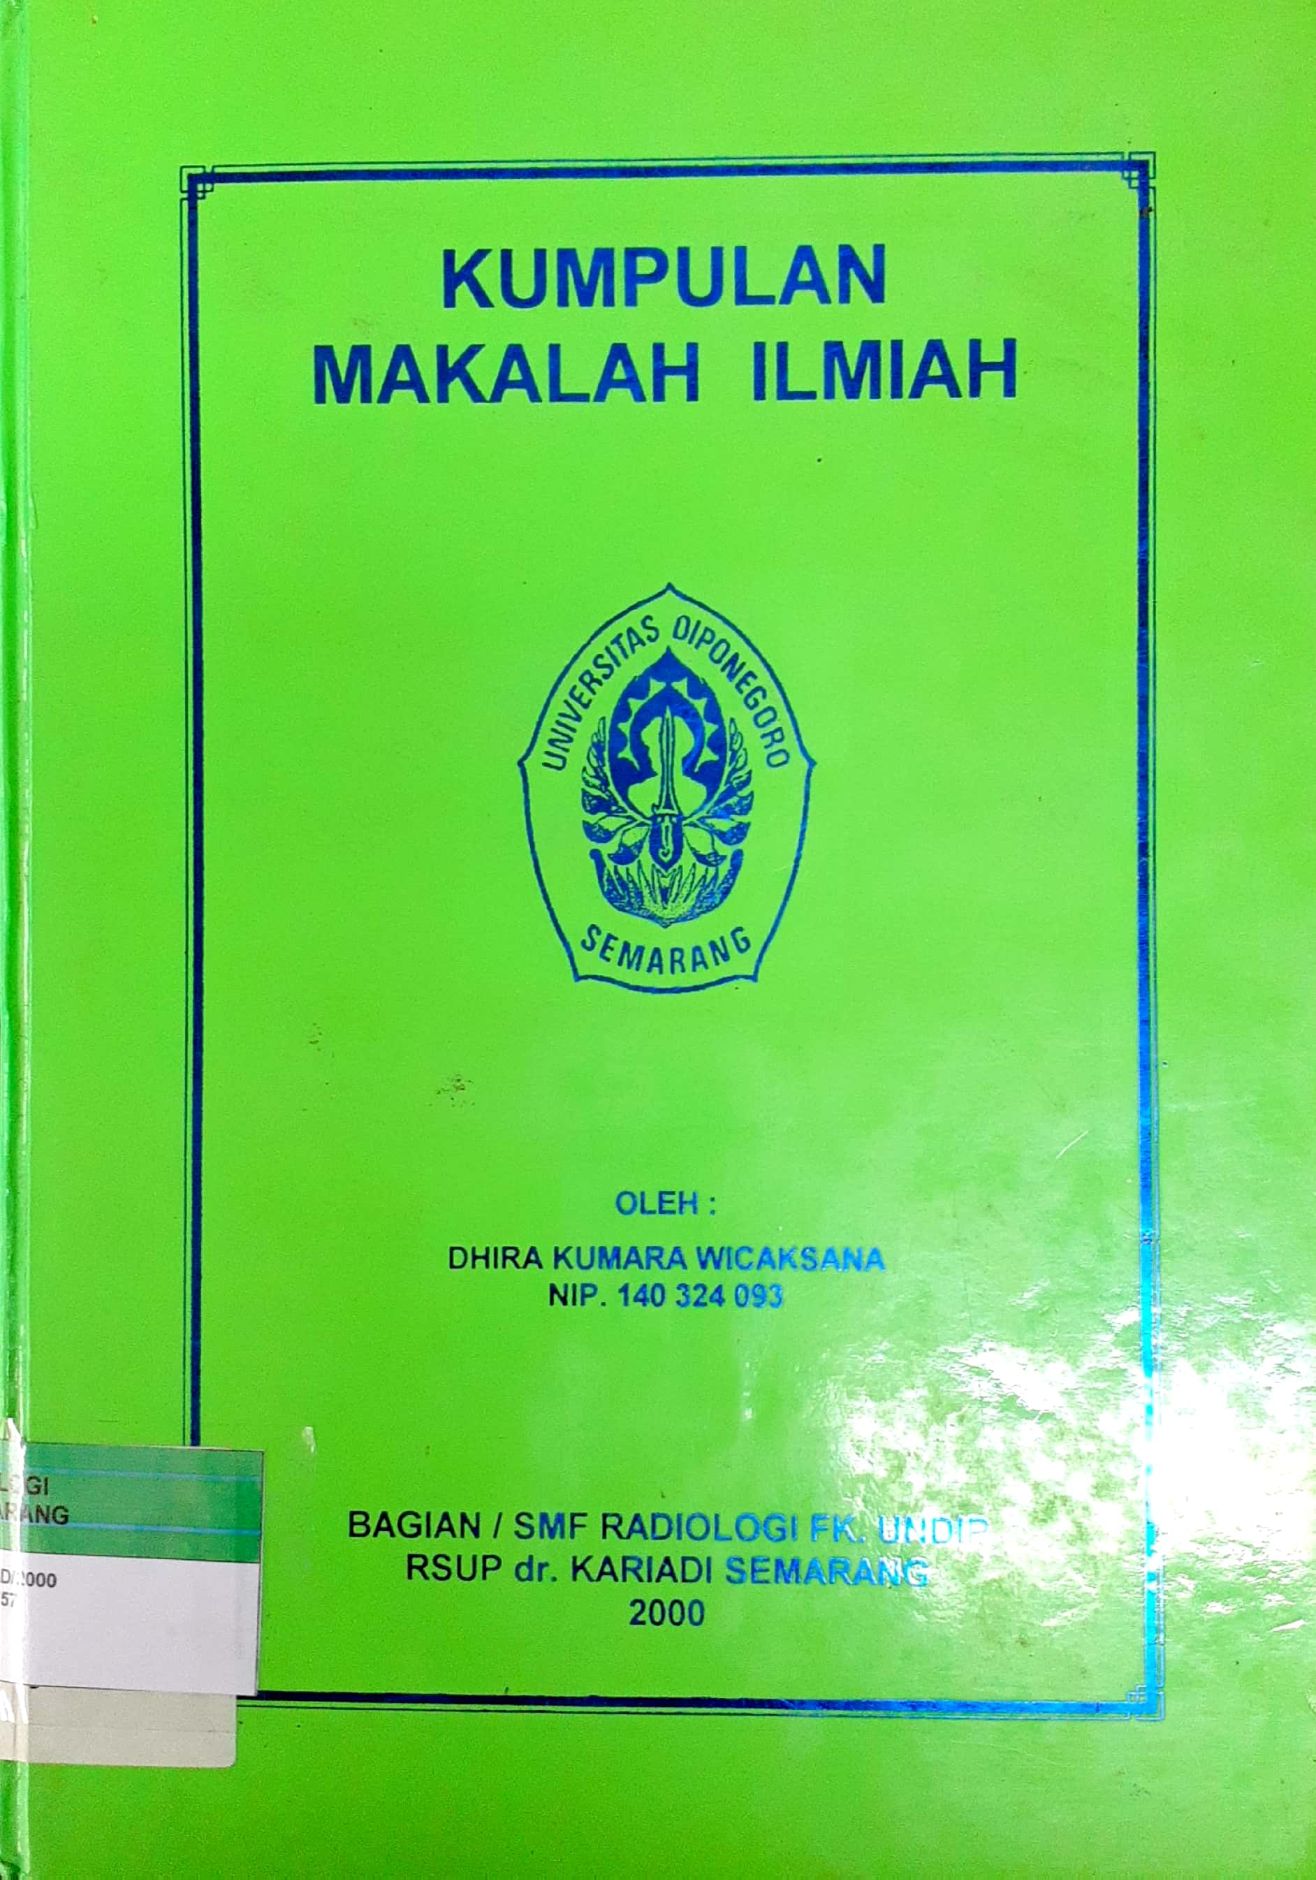 KUMPULAN
MAKALAH ILMIAH
UNIVERSITAS DIPONEGORO
SEMARANG
OLEH :
DHIRA KUMARA WICAKSANA
NIP. 140 324 093
BAGIAN / SMF RADIOLOGI FK. UNDIP
RSUP dr. KARIADI SEMARANG
2000